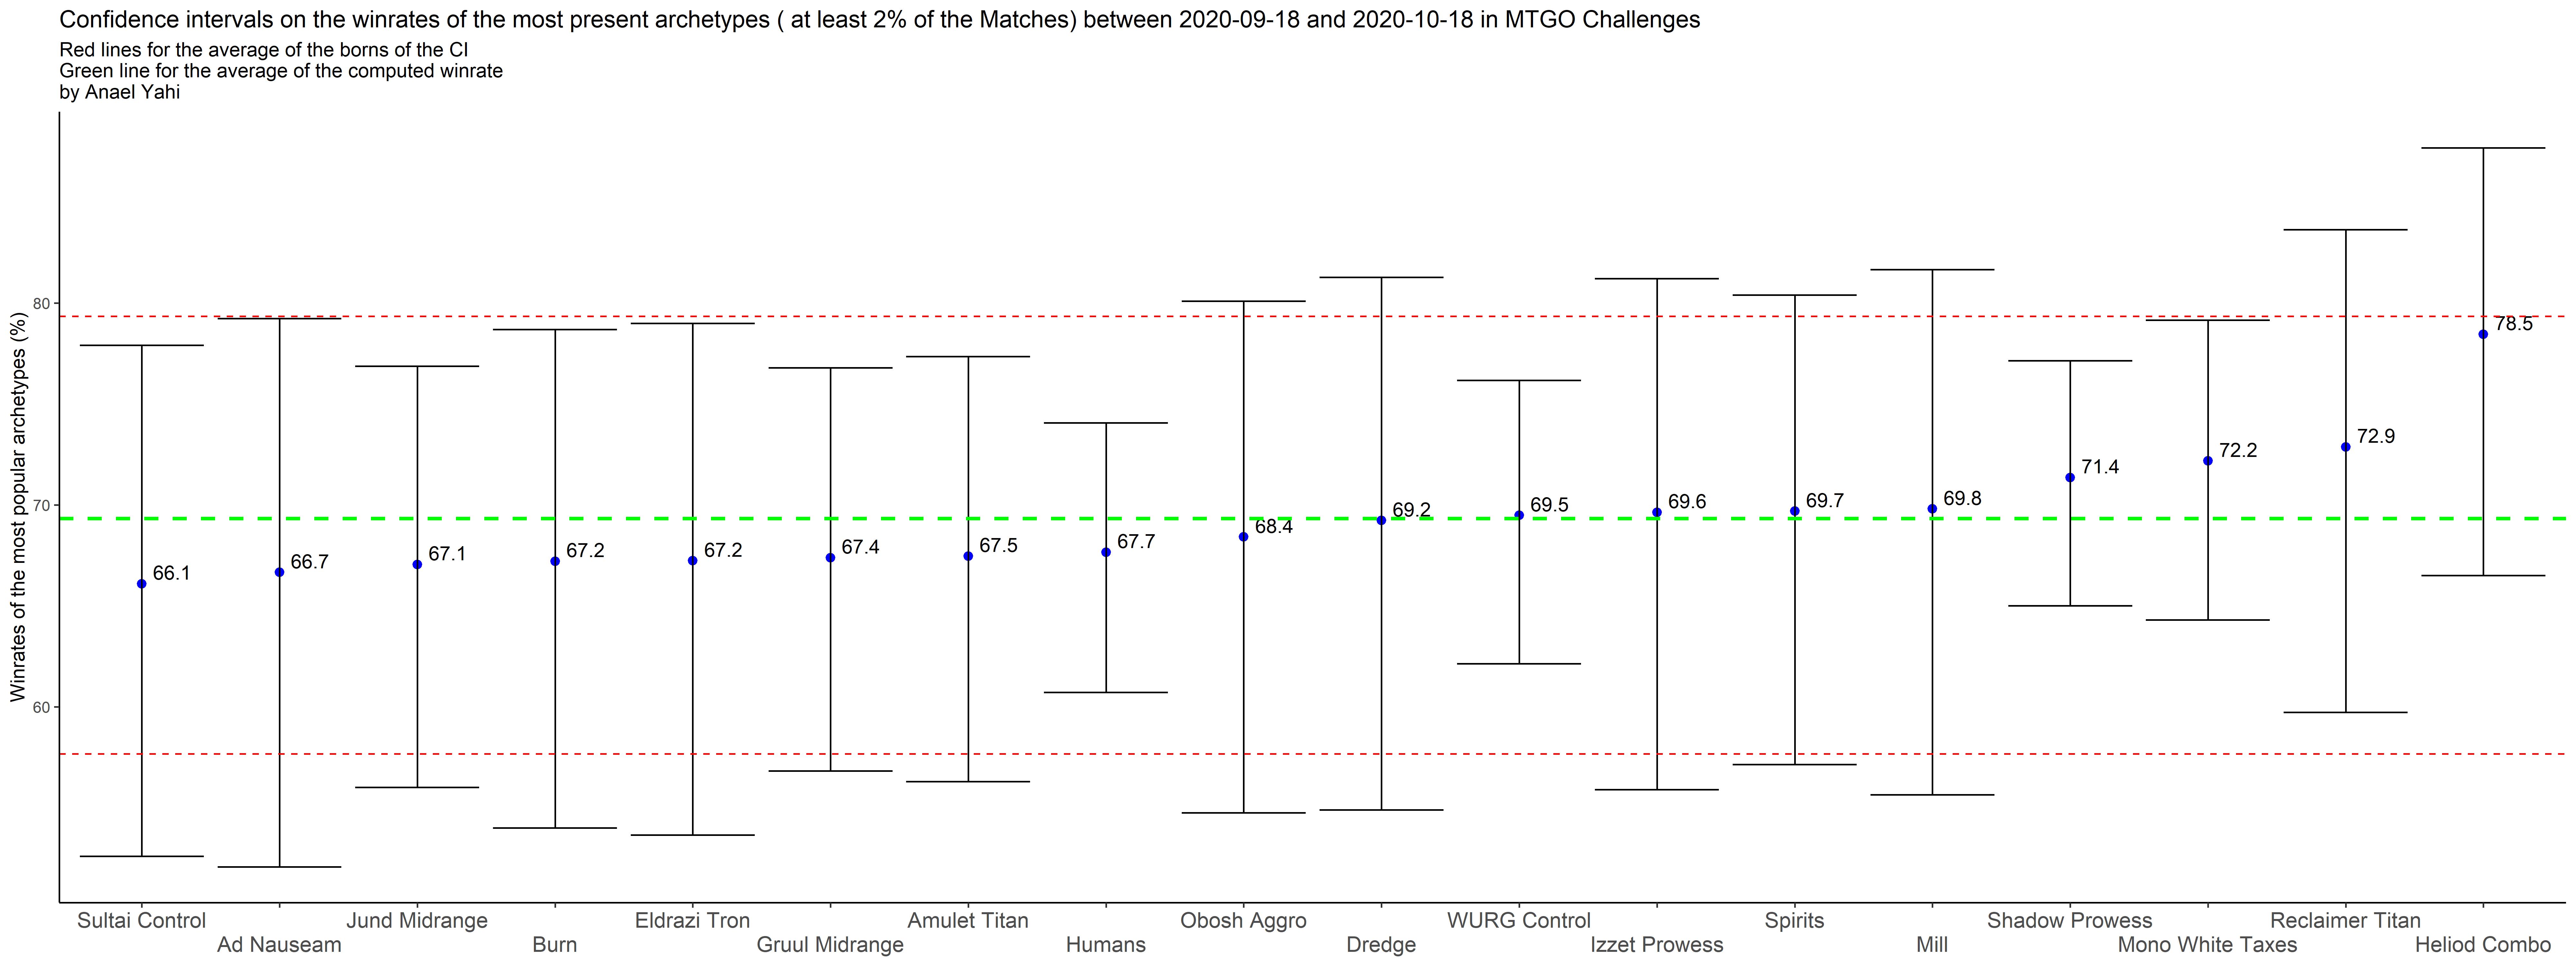 Confidence intervals on the winrates of the most present archetypes ( at least 2% of the Matches) between 2020-09-18 and 2020-10-18 in MTGO Challenges
Red lines for the average of the borns of the CI
Green line for the average of the computed winrate
by Anael Yahi
Winrates of the most popular archetypes (%)
80
70
60
66.1
66.7
67.1
67.2
67.2
67.4
67.5
67.7
68.4
69.2
69.5
69.6
69.7
69.8
71.4
72.2
72.9
78.5
Sultai Control
Ad Nauseam
Jund Midrange
Burn
Eldrazi Tron
Gruul Midrange
Amulet Titan
Humans
Obosh Aggro
Dredge
WURG Control
Izzet Prowess
Spirits
Mill
Shadow Prowess
Mono White Taxes
Reclaimer Titan
Heliod Combo